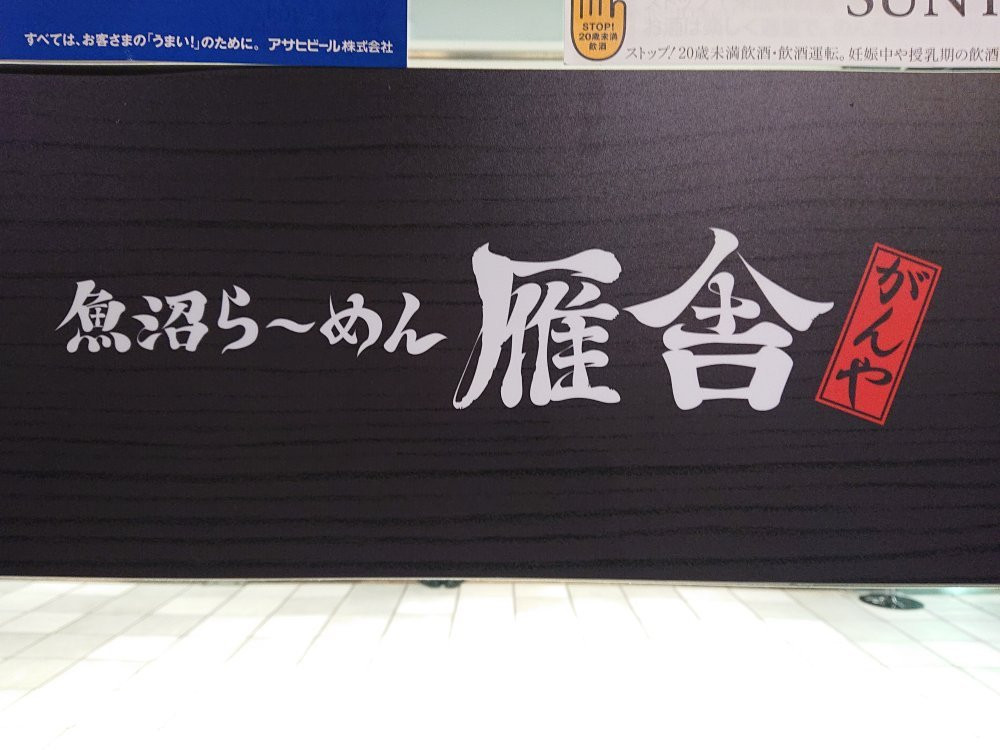 すべては、お客さまの「うまい!」のために。 アサヒビール株式会社
STOP!
20歳未満
飲酒
ストップ!20歳未満飲酒・飲酒運転。妊娠中や授乳期の飲酒
魚沼ら〜めん 雁舎
がんや